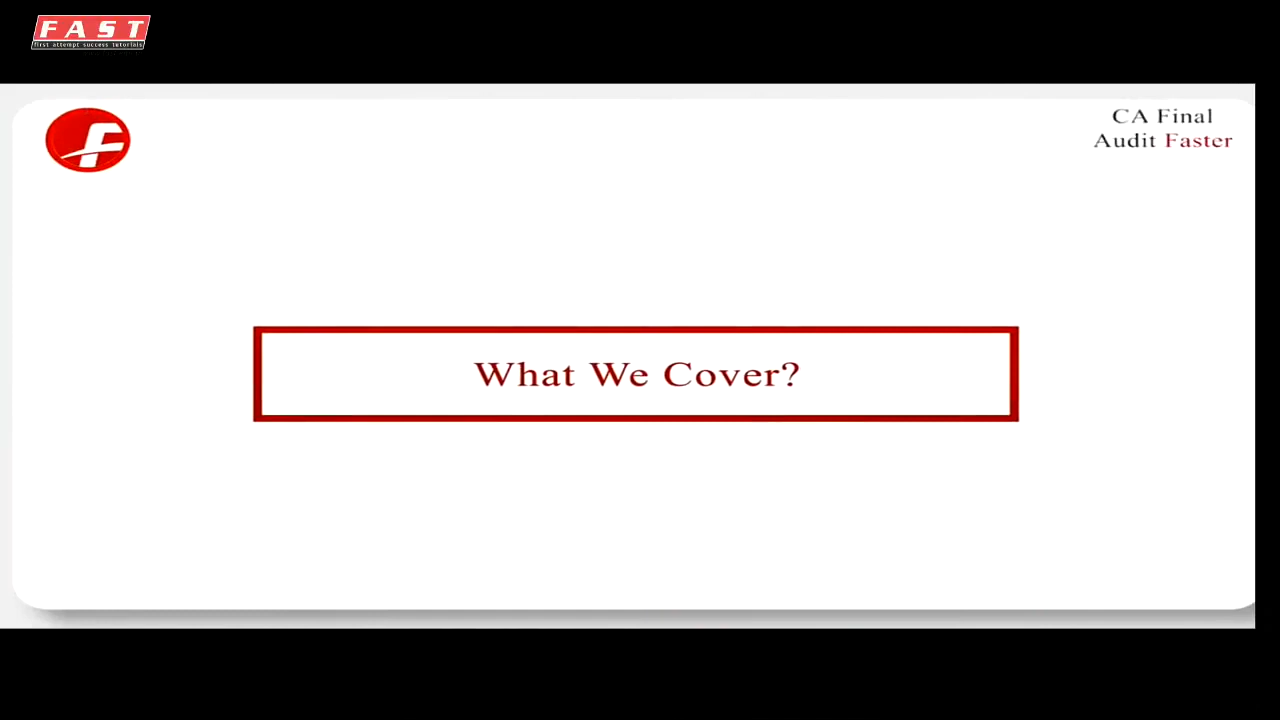 FAST
first attempt success tutorials
CA Final
Audit Faster
What We Cover?